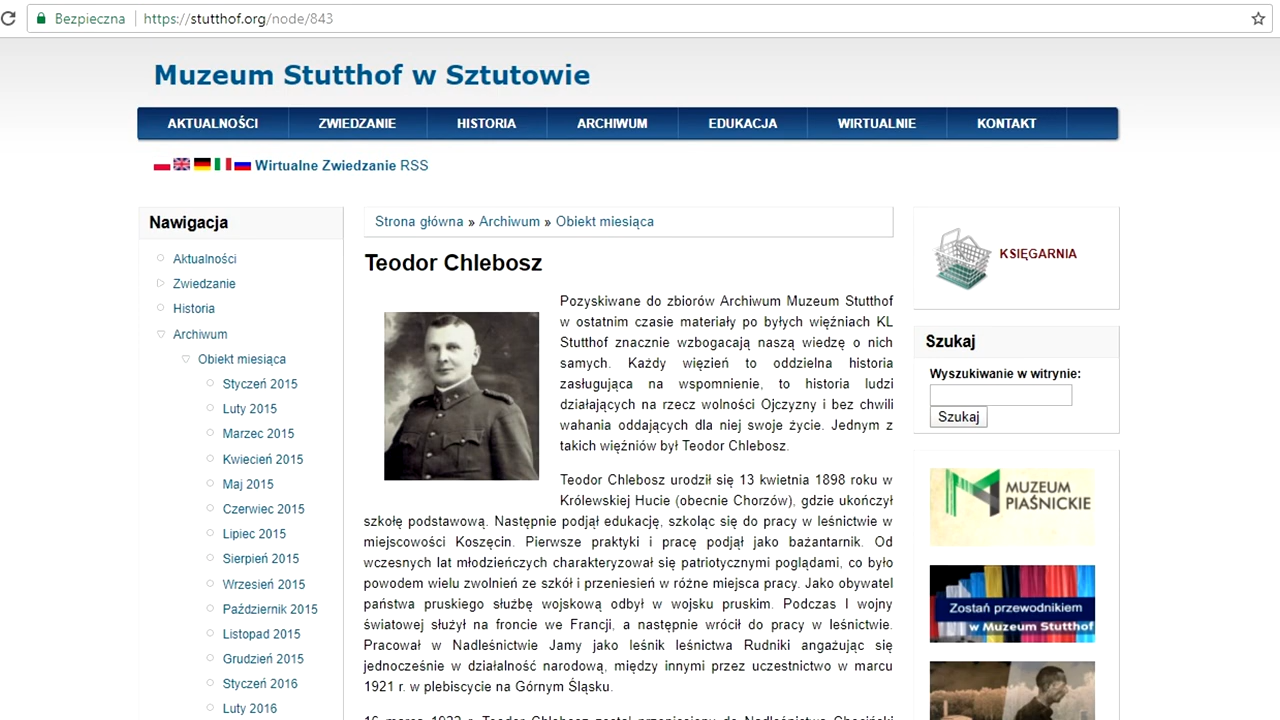 Bezpieczna
https://stutthof.org/node/843
Muzeum Stutthof w Sztutowie
AKTUALNOŚCI ZWIEDZANIE HISTORIA ARCHIWUM EDUKACJA WIRTUALNIE KONTAKT
Wirtualne Zwiedzanie RSS
Nawigacja
Aktualności
Zwiedzanie
Historia
Archiwum
Obiekt miesiąca
Styczeń 2015
Luty 2015
Marzec 2015
Kwiecień 2015
Maj 2015
Czerwiec 2015
Lipiec 2015
Sierpień 2015
Wrzesień 2015
Październik 2015
Listopad 2015
Grudzień 2015
Styczeń 2016
Luty 2016
Strona główna » Archiwum » Obiekt miesiąca
Teodor Chlebosz
Pozyskiwane do zbiorów Archiwum Muzeum Stutthof
w ostatnim czasie materiały po byłych więźniach KL
Stutthof znacznie wzbogacają naszą wiedzę o nich
samych. Każdy więzień to oddzielna historia
zasługująca na wspomnienie, to historia ludzi
działających na rzecz wolności Ojczyzny i bez chwili
wahania oddających dla niej swoje życie. Jednym z
takich więźniów był Teodor Chlebosz.
Teodor Chlebosz urodził się 13 kwietnia 1898 roku w
Królewskiej Hucie (obecnie Chorzów), gdzie ukończył
szkołę podstawową. Następnie podjął edukację, szkoląc się do pracy w leśnictwie w
miejscowości Koszęcin. Pierwsze praktyki i pracę podjął jako bażantarnik. Od
wczesnych lat młodzieńczych charakteryzował się patriotycznymi poglądami, co było
powodem wielu zwolnień ze szkół i przeniesień w różne miejsca pracy. Jako obywatel
państwa pruskiego służbę wojskową odbył w wojsku pruskim. Podczas I wojny
światowej służył na froncie we Francji, a następnie wrócił do pracy w leśnictwie.
Pracował w Nadleśnictwie Jamy jako leśnik leśnictwa Rudniki angażując się
jednocześnie w działalność narodową, między innymi przez uczestnictwo w marcu
1921 r. w plebiscycie na Górnym Śląsku.
16 marca 1922 r. Teodor Chlebosz został przeniesiony do Nadleśnictwa Chociński
KSIĘGARNIA
Szukaj
Wyszukiwanie w witrynie:
Szukaj
MUZEUM
PIAŚNICKIE
Zostań przewodnikiem
w Muzeum Stutthof